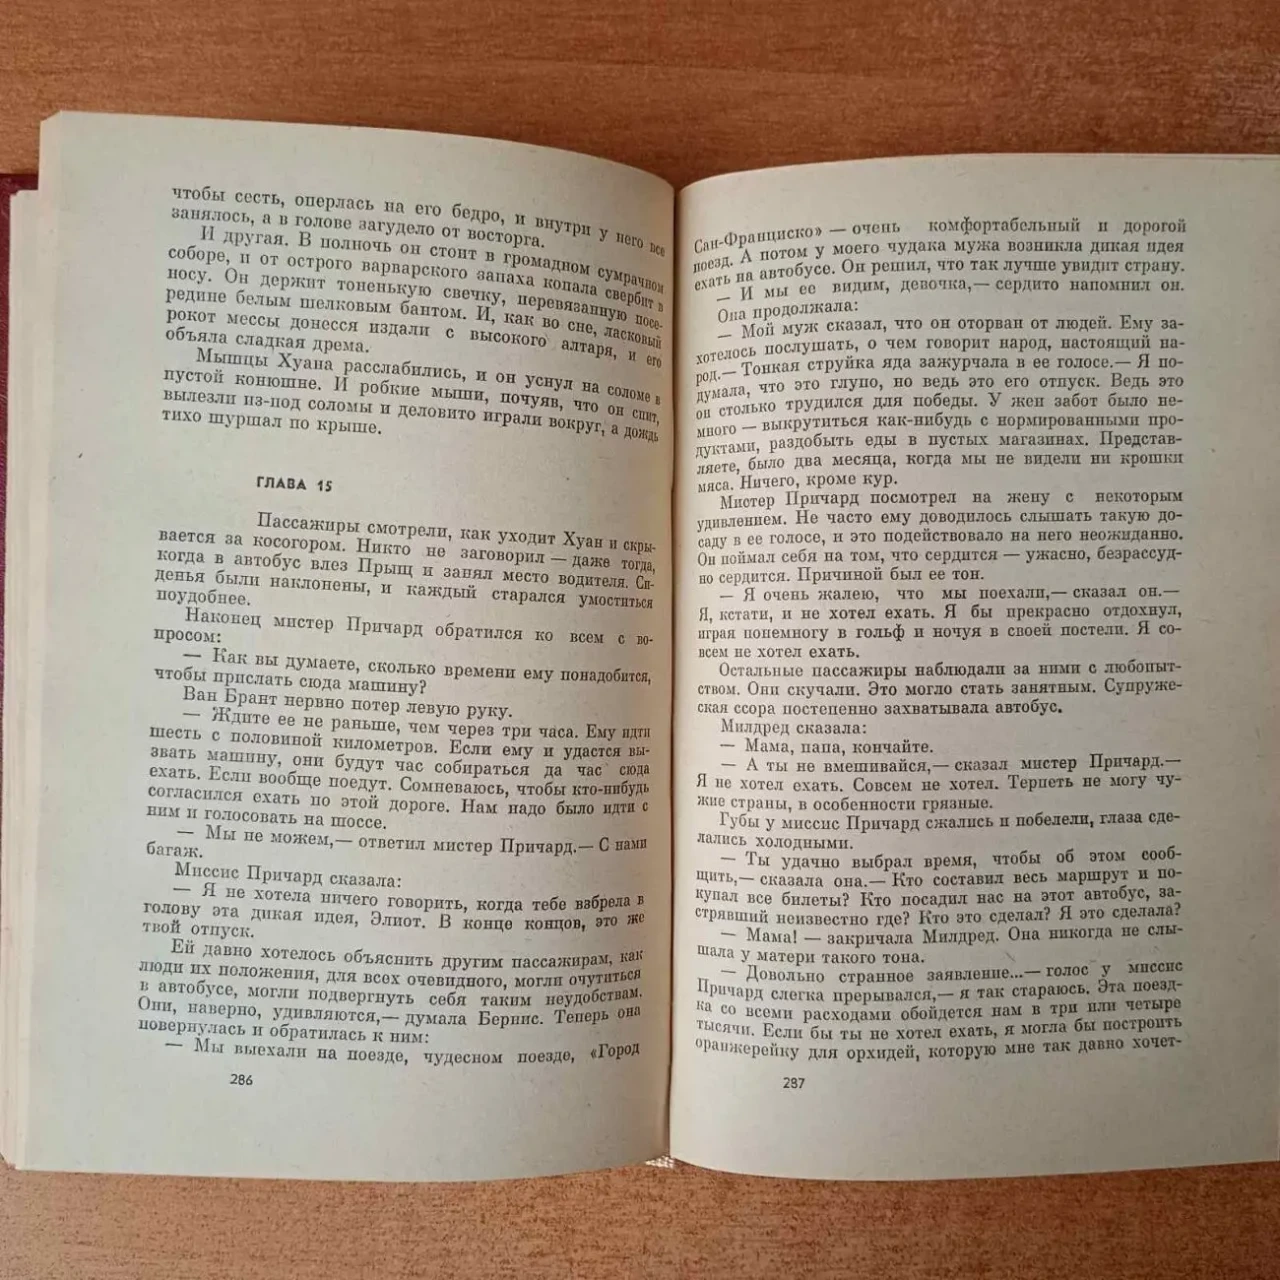 чтобы сесть, оперлась на его бедро, и внутри у него все
занялось, а в голове загудело от восторга.
И другая. В полночь он стоит в громадном сумрачном
соборе, и от острого варварского запаха копала свербит в
носу. Он держит тоненькую свечку, перевязанную посе-
редине белым шелковым бантом. И, как во сне, ласковый
рокот мессы донесся издали с высокого алтаря, и его
объяла сладкая дрема.
Мышцы Хуана расслабились, и он уснул на соломе в
пустой конюшне. И робкие мыши, почуяв, что он спит,
вылезли из-под соломы и деловито играли вокруг, а дождь
тихо шуршал по крыше.
ГЛАВА 15
Пассажиры смотрели, как уходит Хуан и скры-
вается за косогором. Никто не заговорил — даже тогда,
когда в автобус влез Прыщ и занял место водителя. Си-
денья были наклонены, и каждый старался умоститься
поудобнее.
Наконец мистер Причард обратился ко всем с во-
просом:
— Как вы думаете, сколько времени ему понадобится,
чтобы прислать сюда машину?
Ван Брант нервно потер левую руку.
— Ждите ее не раньше, чем через три часа. Ему идти
шесть с половиной километров. Если ему и удастся вы-
звать машину, они будут час собираться да час сюда
ехать. Если вообще поедут. Сомневаюсь, чтобы кто-нибудь
согласился ехать по этой дороге. Нам надо было идти с
ним и голосовать на шоссе.
— Мы не можем,— ответил мистер Причард.— С нами
багаж.
Миссис Причард сказала:
— Я не хотела ничего говорить, когда тебе взбрела в
голову эта дикая идея, Элиот. В конце концов, это же
твой отпуск.
Ей давно хотелось объяснить другим пассажирам, как
люди их положения, для всех очевидного, могли очутиться
в автобусе, могли подвергнуть себя таким неудобствам.
Они, наверно, удивляются,— думала Бернис. Теперь она
повернулась и обратилась к ним:
— Мы выехали на поезде, чудесном поезде, «Город
286
Сан-Франциско» — очень комфортабельный и дорогой
поезд. А потом у моего чудака мужа возникла дикая идея
ехать на автобусе. Он решил, что так лучше увидит страну.
— И мы ее видим, девочка,— сердито напомнил он.
Она продолжала:
— Мой муж сказал, что он оторван от людей. Ему за-
хотелось послушать, о чем говорит народ, настоящий на-
род.— Тонкая струйка яда зажурчала в ее голосе.— Я по-
думала, что это глупо, но ведь это его отпуск. Ведь это
он столько трудился для победы. У жен забот было не-
много — выкрутиться как-нибудь с нормированными про-
дуктами, раздобыть еды в пустых магазинах. Представ-
ляете, было два месяца, когда мы не видели ни крошки
мяса. Ничего, кроме кур.
Мистер Причард посмотрел на жену с некоторым
удивлением. Не часто ему доводилось слышать такую до-
саду в ее голосе, и это подействовало на него неожиданно.
Он поймал себя на том, что сердится — ужасно, безрассуд-
но сердится. Причиной был ее тон.
— Я очень жалею, что мы поехали,— сказал он.—
Я, кстати, и не хотел ехать. Я бы прекрасно отдохнул,
играя понемногу в гольф и ночуя в своей постели. Я со-
всем не хотел ехать.
Остальные пассажиры наблюдали за ними с любопыт-
ством. Они скучали. Это могло стать занятным. Супруже-
ская ссора постепенно захватывала автобус.
Милдред сказала:
— Мама, папа, кончайте.
— А ты не вмешивайся,— сказал мистер Причард.—
Я не хотел ехать. Совсем не хотел. Терпеть не могу чу-
жие страны, в особенности грязные.
Губы у миссис Причард сжались и побелели, глаза сде-
лались холодными.
— Ты удачно выбрал время, чтобы об этом сооб-
щить,— сказала она.— Кто составил весь маршрут и по-
купал все билеты? Кто посадил нас на этот автобус, за-
стрявший неизвестно где? Кто это сделал? Я это сделала?
— Мама! — закричала Милдред. Она никогда не слы-
шала у матери такого тона.
— Довольно странное заявление...— голос у миссис
Причард слегка прерывался,— я так стараюсь. Эта поезд-
ка со всеми расходами обойдется нам в три или четыре
тысячи. Если бы ты не хотел ехать, я могла бы построить
оранжерейку для орхидей, которую мне так давно хочет-
287